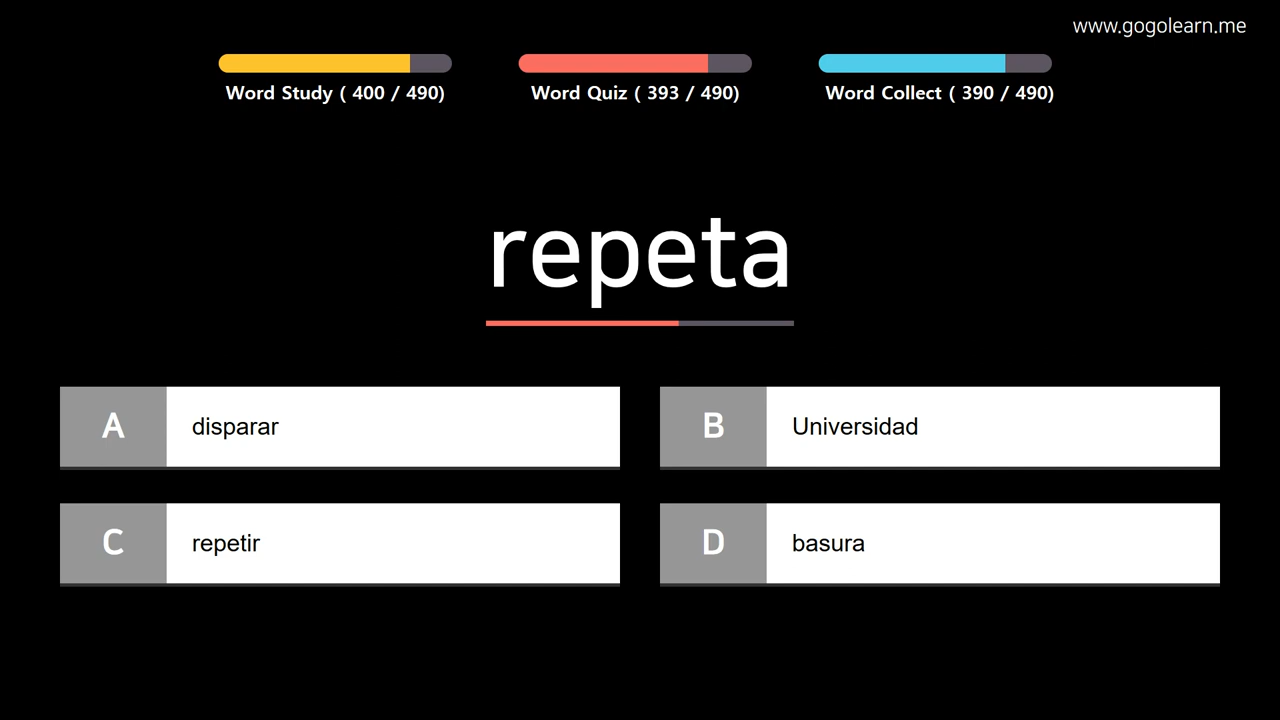 www.gogolearn.me
Word Study ( 400 / 490)
Word Quiz ( 393 / 490)
Word Collect ( 390 / 490)
repeta
A disparar
B Universidad
C repetir
D basura